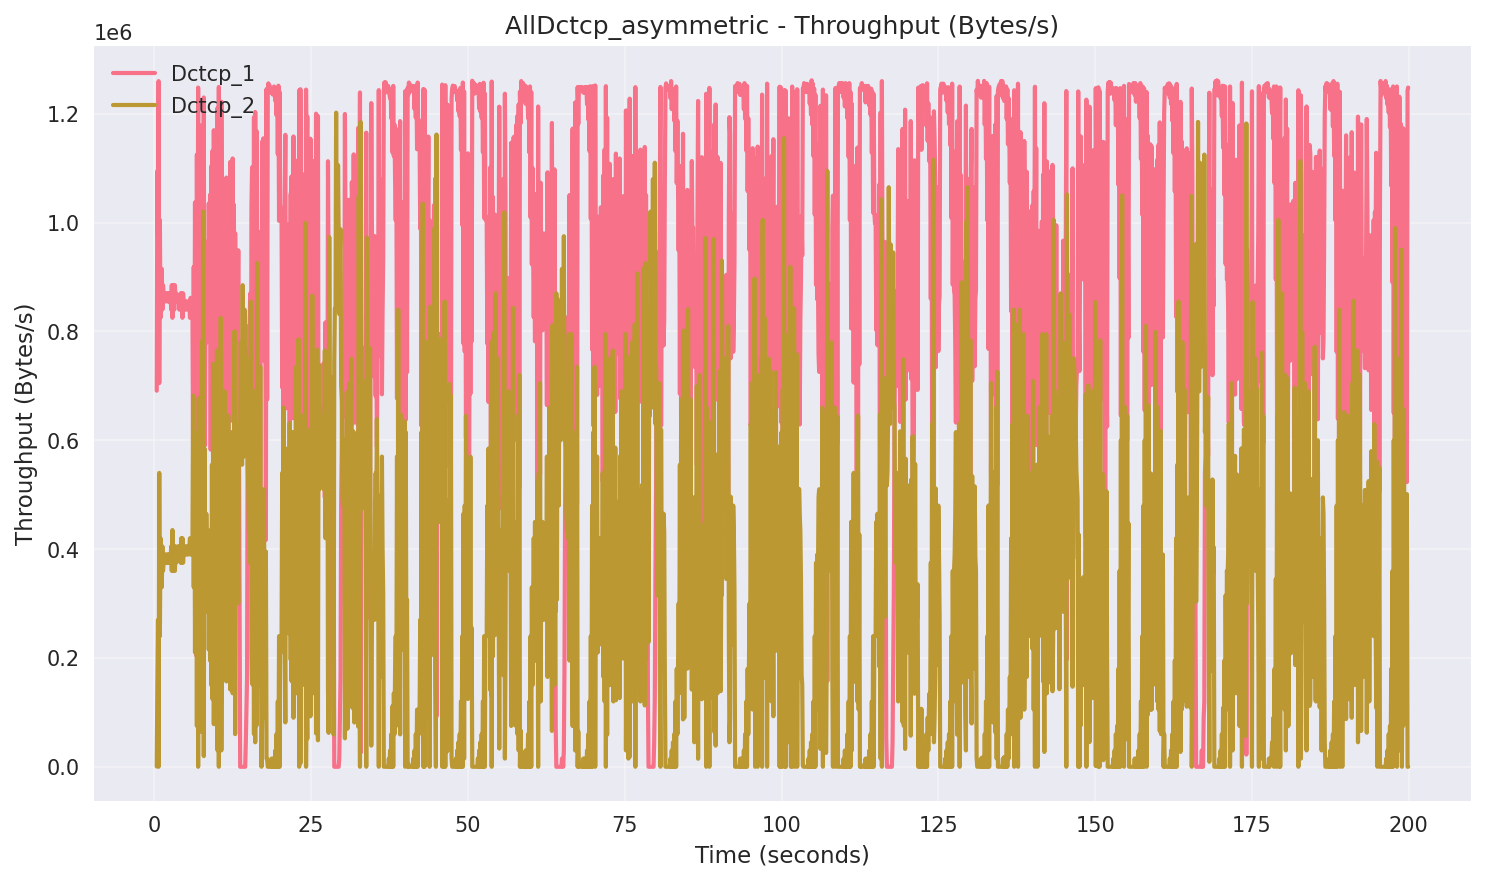 AllDctcp_asymmetric - Throughput (Bytes/s)
1e6
Dctcp_1
Dctcp_2
1.2
1.0
0.8
0.6
0.4
0.2
0.0
Throughput (Bytes/s)
0 25 50 75 100 125 150 175 200
Time (seconds)